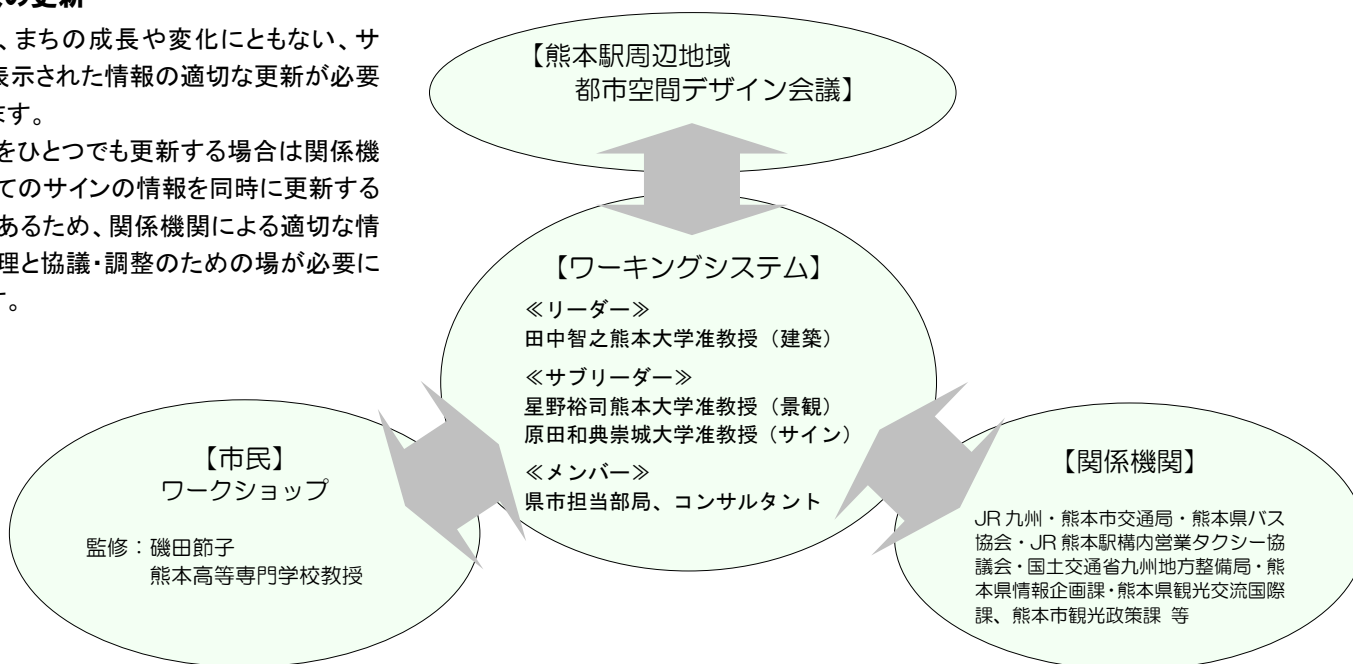 の更新
、まちの成長や変化にともない、サ
表示された情報の適切な更新が必要
ます。
をひとつでも更新する場合は関係機
てのサインの情報を同時に更新する
あるため、関係機関による適切な情
理と協議・調整のための場が必要に
す。
【熊本駅周辺地域
都市空間デザイン会議】
【ワーキングシステム】
≪リーダー≫
田中智之熊本大学准教授（建築）
≪サブリーダー≫
星野裕司熊本大学准教授（景観）
原田和典崇城大学准教授（サイン）
≪メンバー≫
県市担当部局、コンサルタント
【市民】
ワークショップ
監修：磯田節子
熊本高等専門学校教授
【関係機関】
JR 九州・熊本市交通局・熊本県バス
協会・JR 熊本駅構内営業タクシー協
議会・国土交通省九州地方整備局・熊
本県情報企画課・熊本県観光交流国際
課、熊本市観光政策課 等